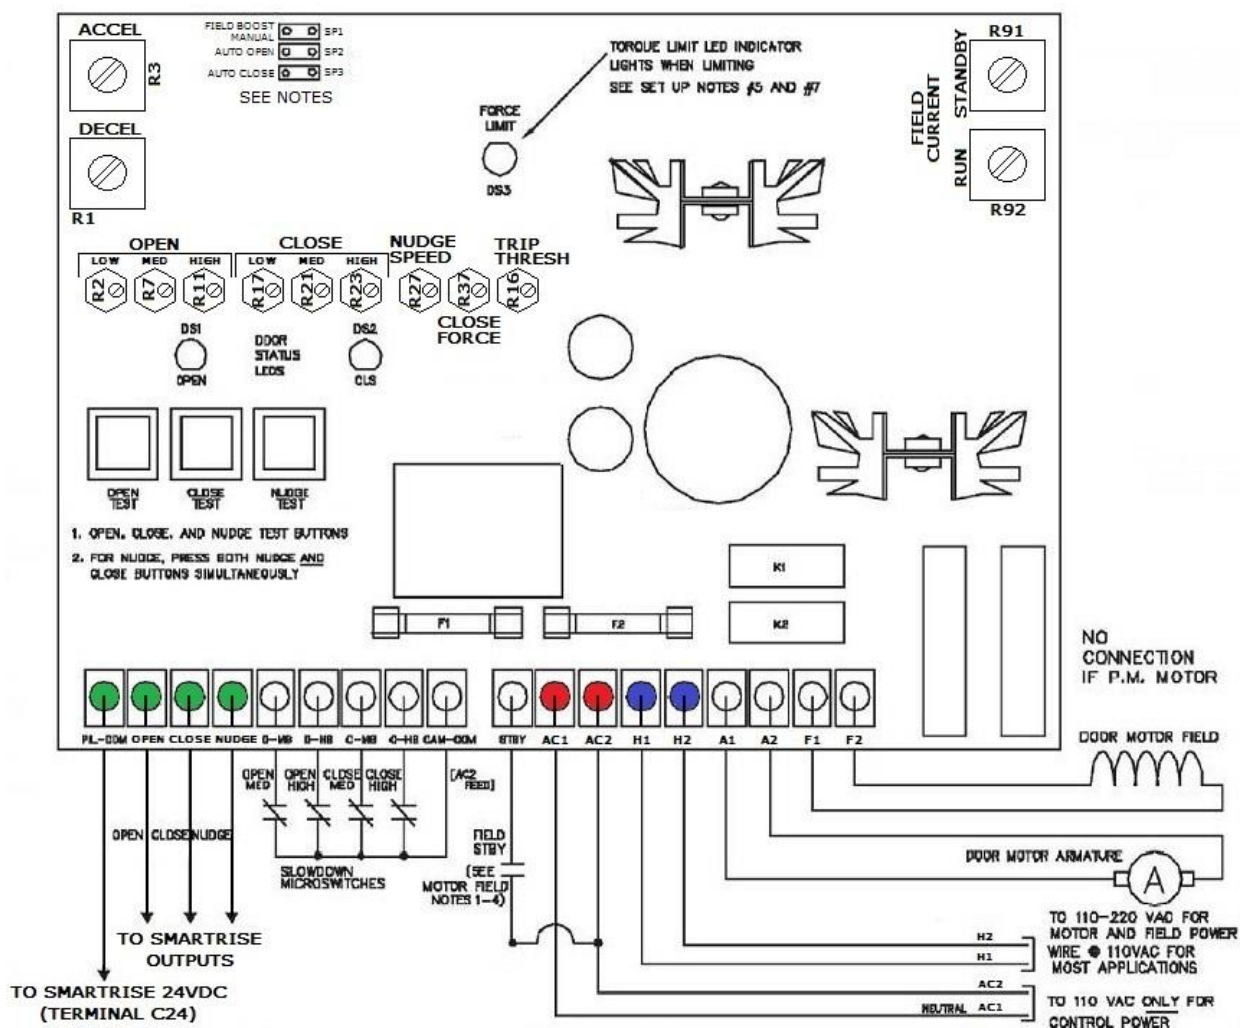 ACCEL
R3
FIELD BOOST
MANUAL
SP1
AUTO OPEN
SP2
AUTO CLOSE
SP3
SEE NOTES
DECEL
R1
TORQUE LIMIT LED INDICATOR
LIGHTS WHEN LIMITING
SEE SET UP NOTES #5 AND #7
FORCE
LIMIT
DS3
R91
FIELD
CURRENT
STANDBY
RUN
R92
OPEN
CLOSE
NUDGE
SPEED
TRIP
THRESH
LOW MED HIGH LOW MED HIGH
R2 R7 R11 R17 R21 R23 R27 R37 R16
CLOSE
FORCE
DS1
OPEN
DOOR
STATUS
LEDS
DS2
CLS
OPEN
TEST
CLOSE
TEST
NUDGE
TEST
1. OPEN, CLOSE, AND NUDGE TEST BUTTONS
2. FOR NUDGE, PRESS BOTH NUDGE AND
CLOSE BUTTONS SIMULTANEOUSLY
K1
K2
F1
F2
NO
CONNECTION
IF P.M. MOTOR
PL-COM OPEN CLOSE NUDGE O-MB O-HB C-MB C-HB CAM-COM STBY AC1 AC2 H1 H2 A1 A2 F1 F2
DOOR MOTOR FIELD
OPEN
MED
OPEN
HIGH
CLOSE
MED
CLOSE
HIGH
[AC2
FEED]
OPEN CLOSE NUDGE
SLOWDOWN
MICROSWITCHES
FIELD
STBY
(SEE
MOTOR FIELD
NOTES 1-4)
DOOR MOTOR ARMATURE
A
TO SMARTRISE
OUTPUTS
TO SMARTRISE 24VDC
(TERMINAL C24)
H2
H1
TO 110-220 VAC FOR
MOTOR AND FIELD POWER
WIRE @ 110VAC FOR
MOST APPLICATIONS
AC2
NEUTRAL AC1
TO 110 VAC ONLY FOR
CONTROL POWER